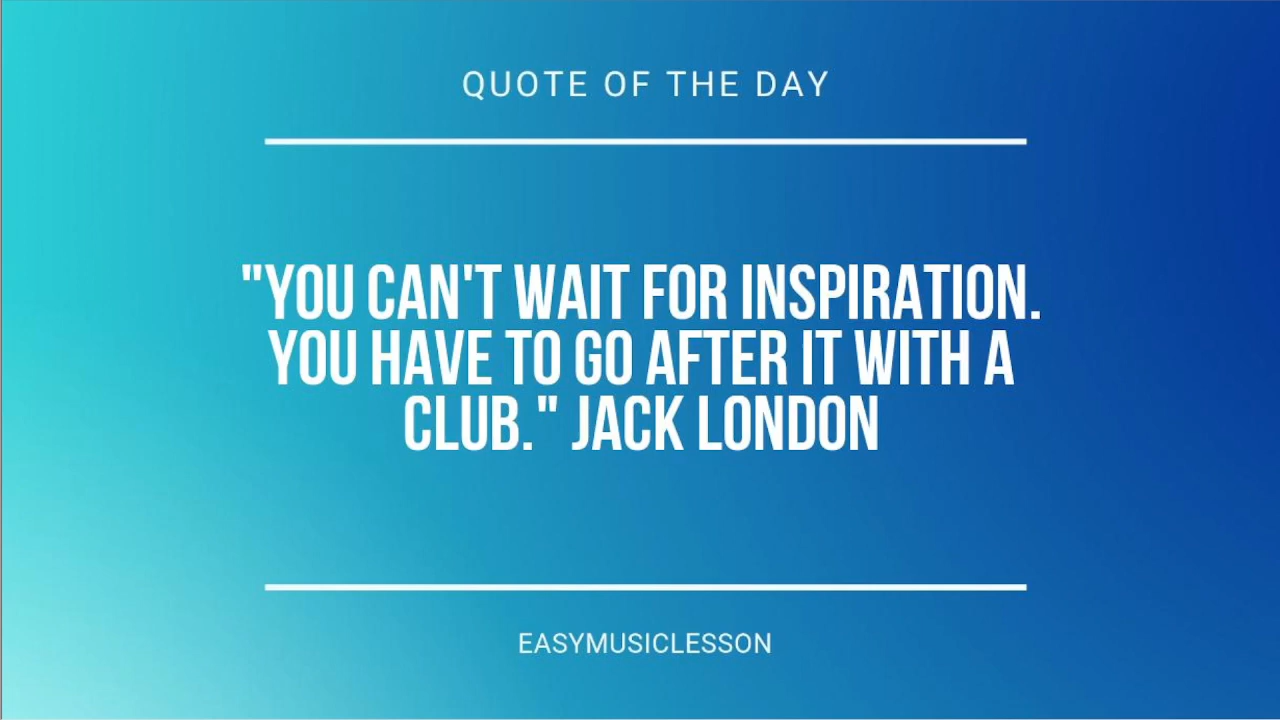 QUOTE OF THE DAY
"YOU CAN'T WAIT FOR INSPIRATION.
YOU HAVE TO GO AFTER IT WITH A
CLUB." JACK LONDON
EASYMUSICLESSON